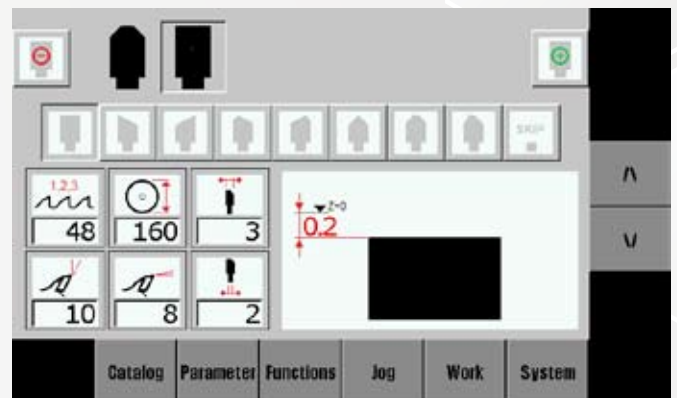 SKIP
1,2,3
48
160
3
Z=0
0.2
10
8
2
Catalog
Parameter
Functions
Jog
Work
System